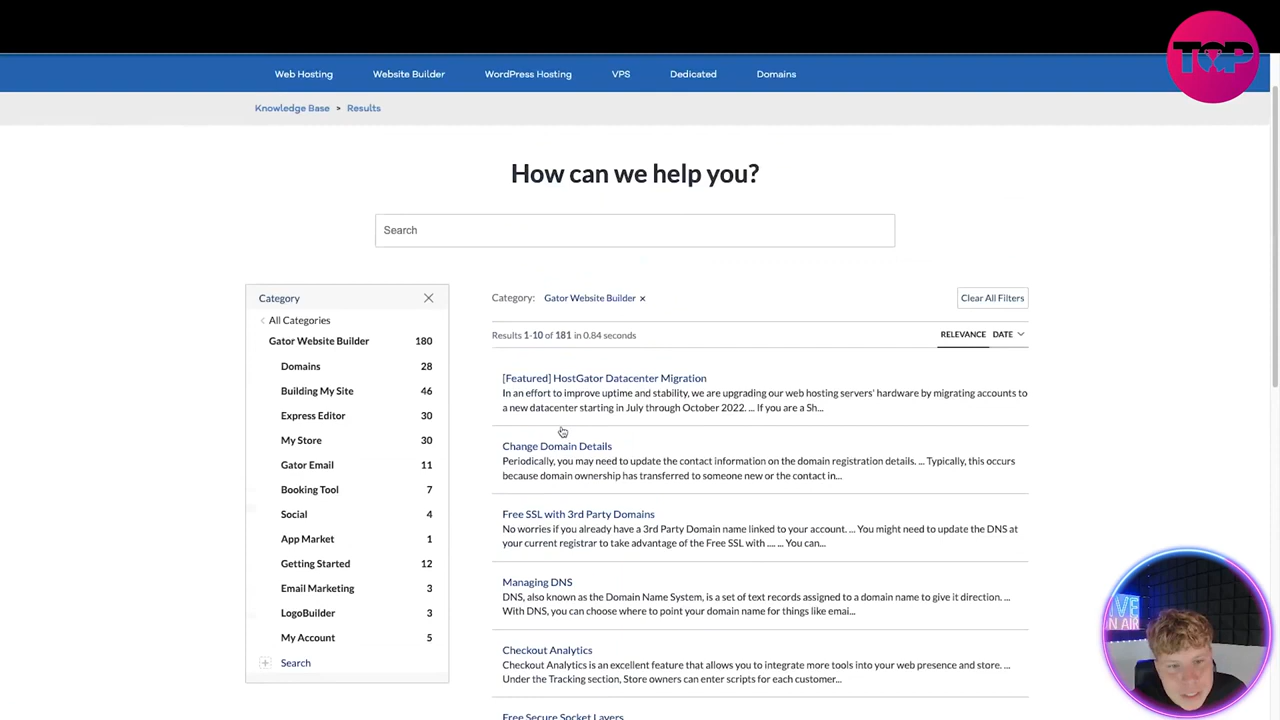 TOP
Web Hosting
Website Builder
WordPress Hosting
VPS
Dedicated
Domains
Knowledge Base > Results
How can we help you?
Search
Category
All Categories
Gator Website Builder 180
Domains 28
Building My Site 46
Express Editor 30
My Store 30
Gator Email 11
Booking Tool 7
Social 4
App Market 1
Getting Started 12
Email Marketing 3
LogoBuilder 3
My Account 5
Search
Category: Gator Website Builder ×
Clear All Filters
Results 1-10 of 181 in 0.84 seconds
RELEVANCE DATE
[Featured] HostGator Datacenter Migration
In an effort to improve uptime and stability, we are upgrading our web hosting servers' hardware by migrating accounts to
a new datacenter starting in July through October 2022. ... If you are a Sh...
Change Domain Details
Periodically, you may need to update the contact information on the domain registration details. ... Typically, this occurs
because domain ownership has transferred to someone new or the contact in...
Free SSL with 3rd Party Domains
No worries if you already have a 3rd Party Domain name linked to your account. ... You might need to update the DNS at
your current registrar to take advantage of the Free SSL with .... ... You can...
Managing DNS
DNS, also known as the Domain Name System, is a set of text records assigned to a domain name to give it direction. ...
With DNS, you can choose where to point your domain name for things like emai...
Checkout Analytics
Checkout Analytics is an excellent feature that allows you to integrate more tools into your web presence and store. ...
Under the Tracking section, Store owners can enter scripts for each customer...
Free Secure Socket Layers
LIVE
ON AIR